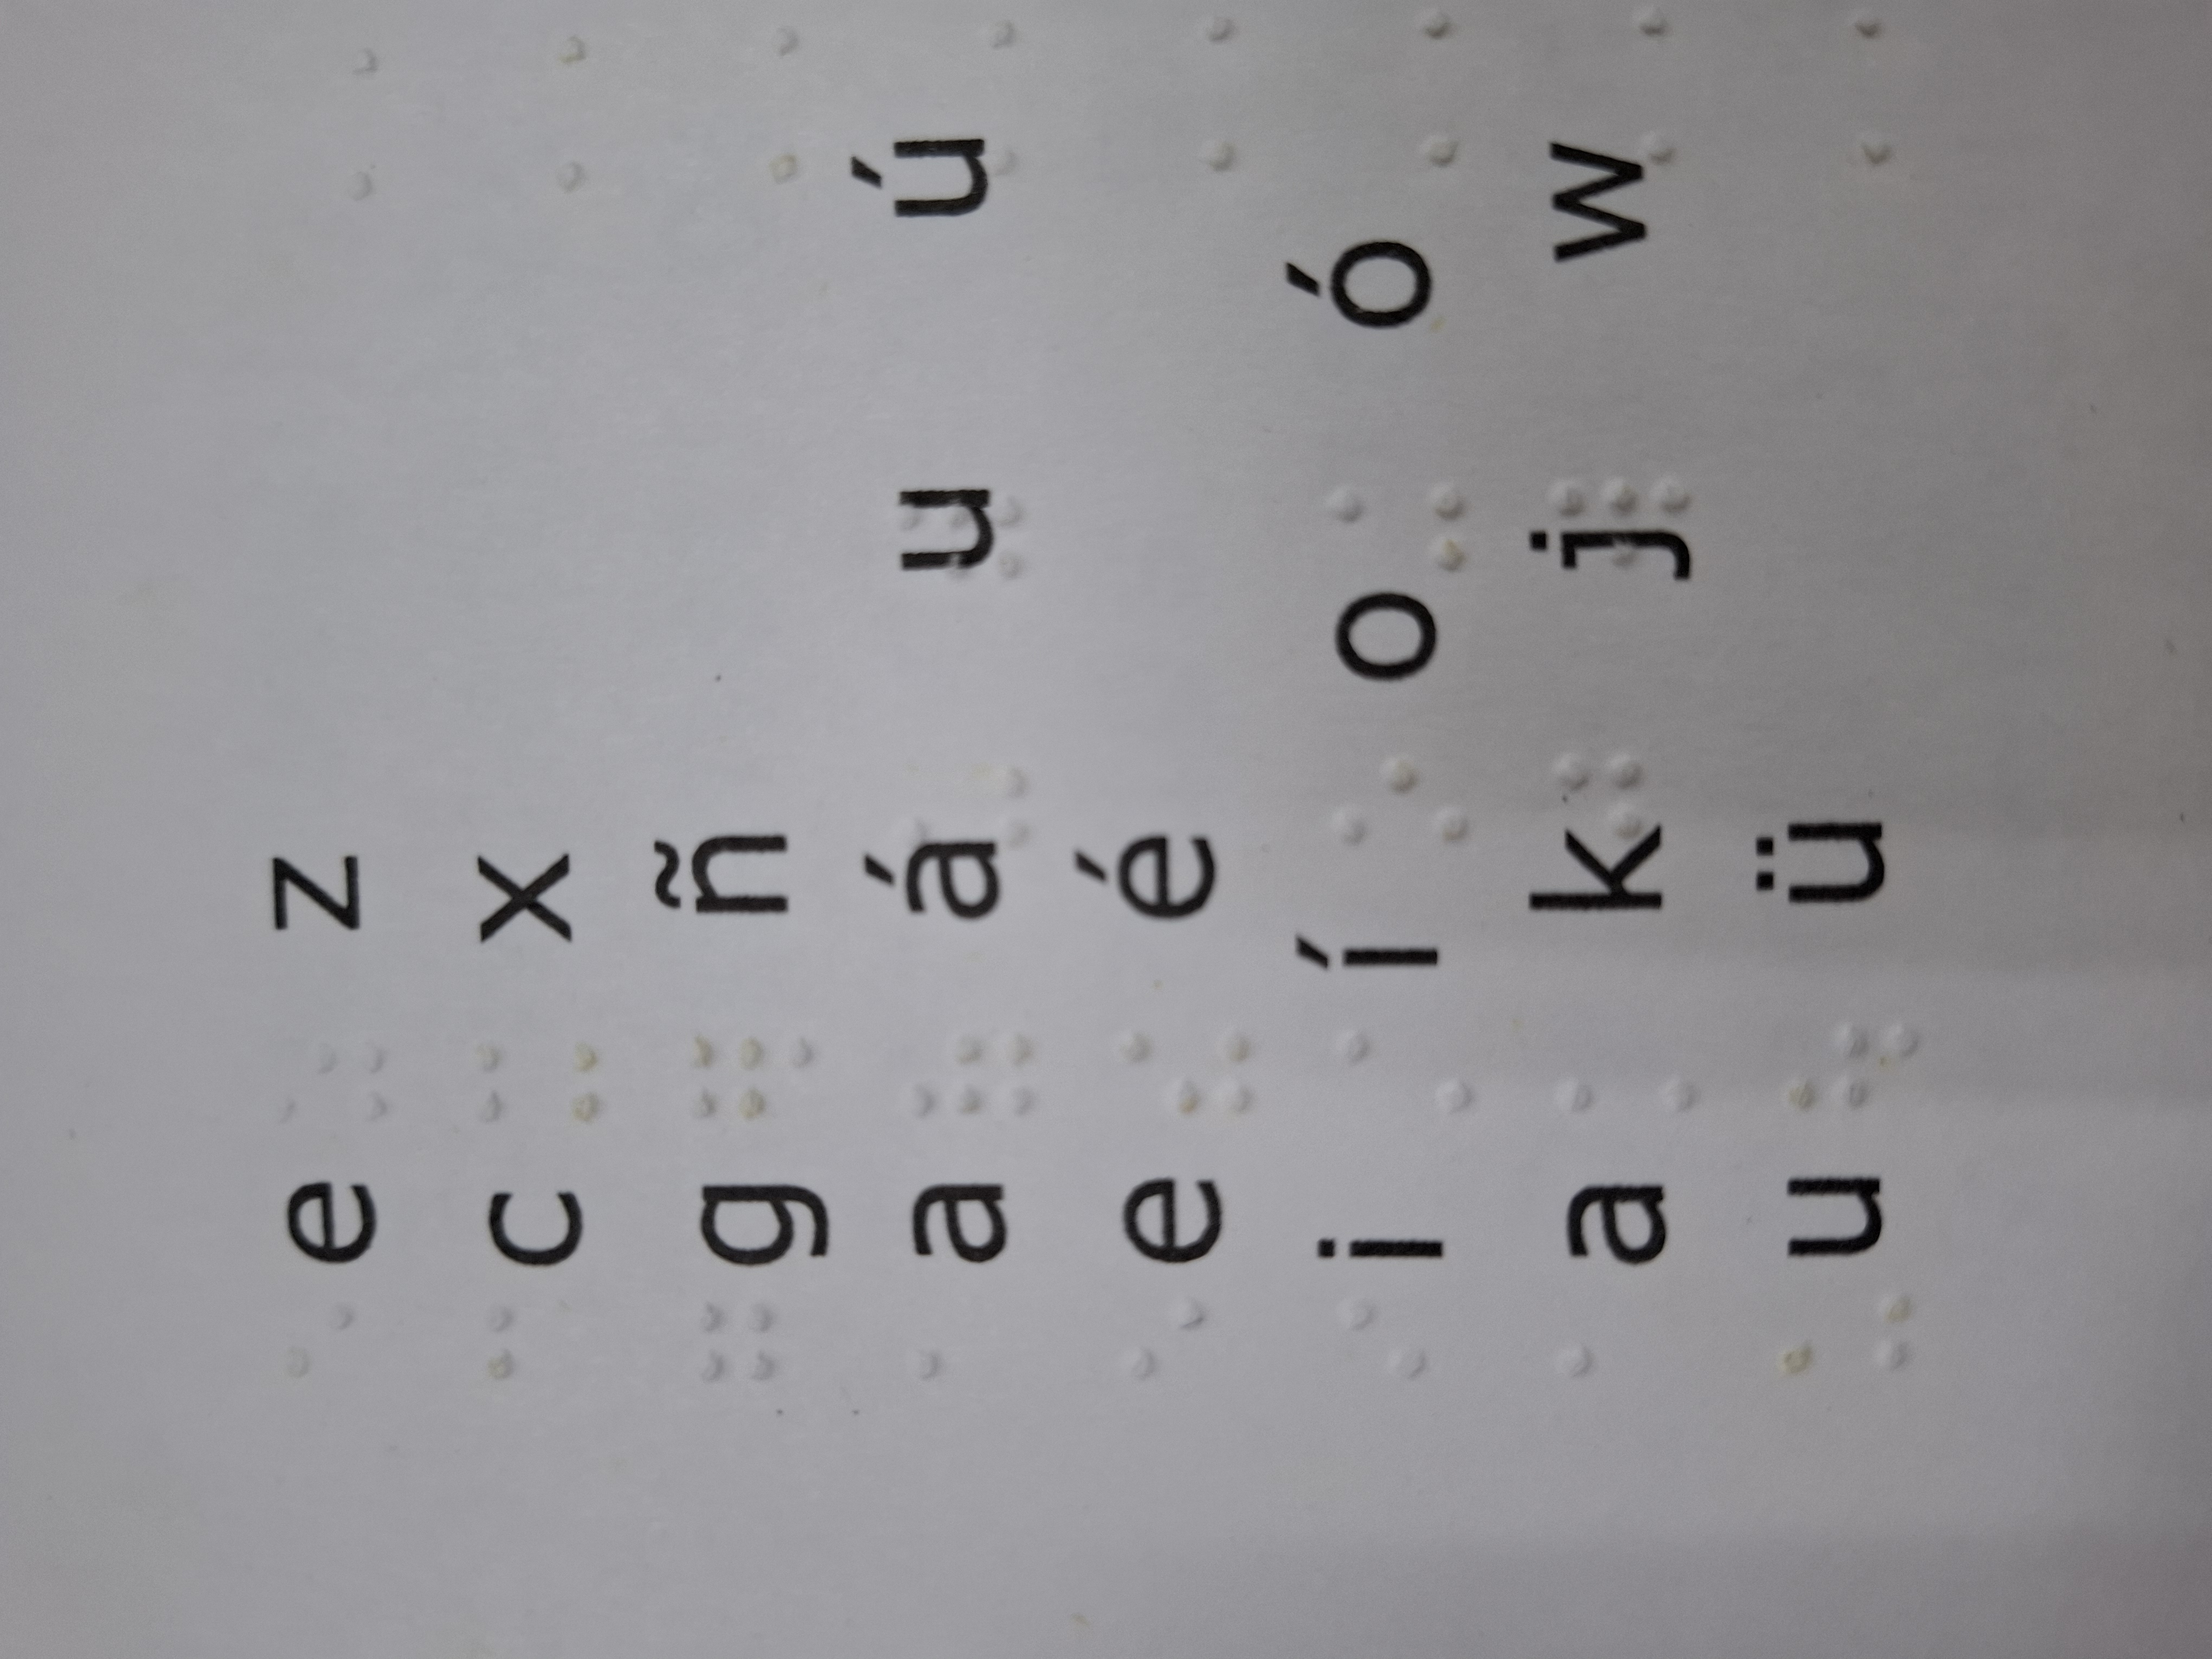 e z
c x
g ñ
a á u ú
e é
i í o ó
a k j w
u ü